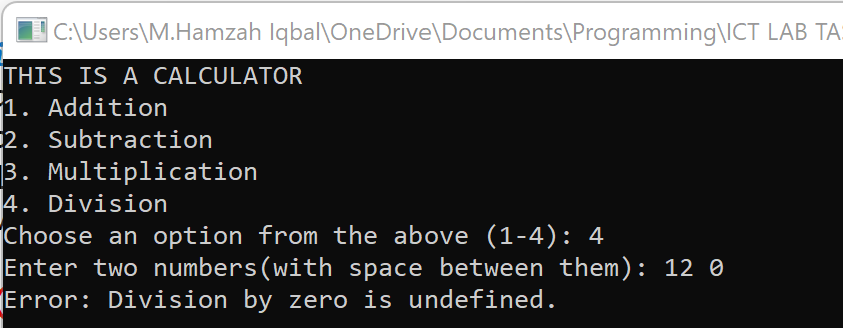 C:\Users\M.Hamzah Iqbal\OneDrive\Documents\Programming\ICT LAB
THIS IS A CALCULATOR
1. Addition
2. Subtraction
3. Multiplication
4. Division
Choose an option from the above (1-4): 4
Enter two numbers(with space between them): 12 0
Error: Division by zero is undefined.